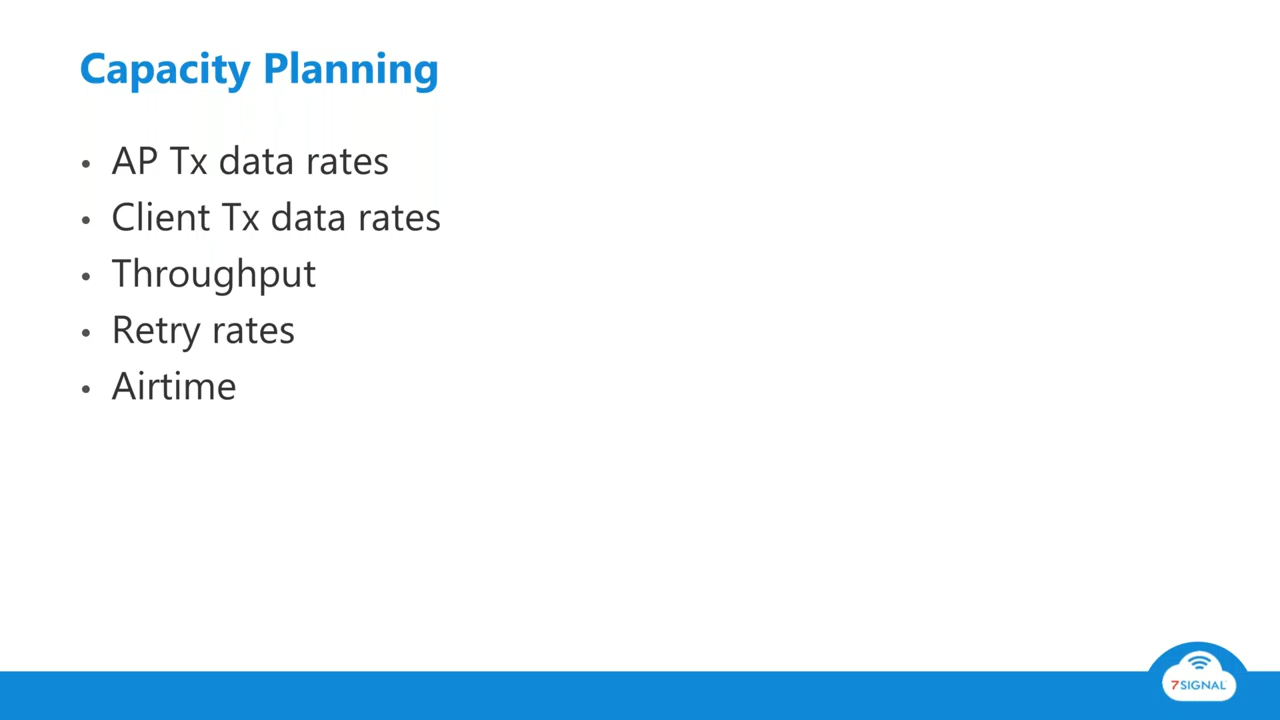 Capacity Planning
• AP Tx data rates
• Client Tx data rates
• Throughput
• Retry rates
• Airtime
7SIGNAL